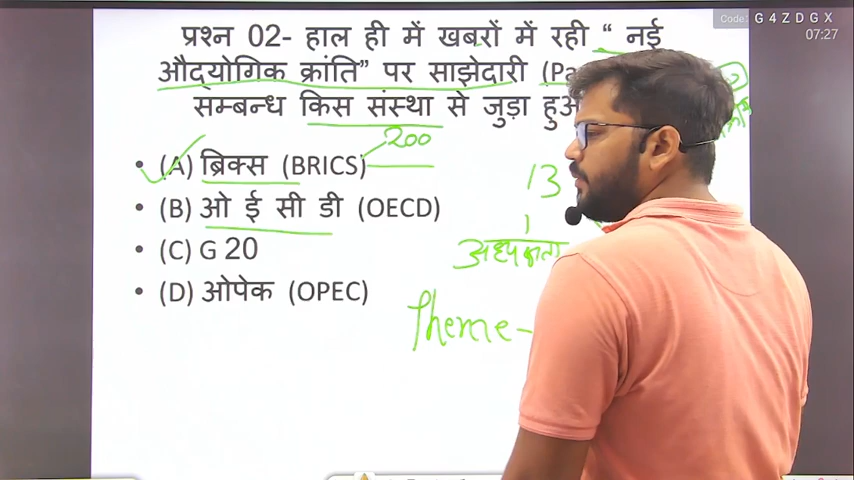 Code: G4ZDGX
07:27
प्रश्न 02- हाल ही में खबरों में रही “ नई
औद्योगिक क्रांति” पर साझेदारी (Pa
सम्बन्ध किस संस्था से जुड़ा हुआ
200
• (A) ब्रिक्स (BRICS)
13
• (B) ओ ई सी डी (OECD)
• (C) G 20
अध्यक्षता
• (D) ओपेक (OPEC)
Theme-